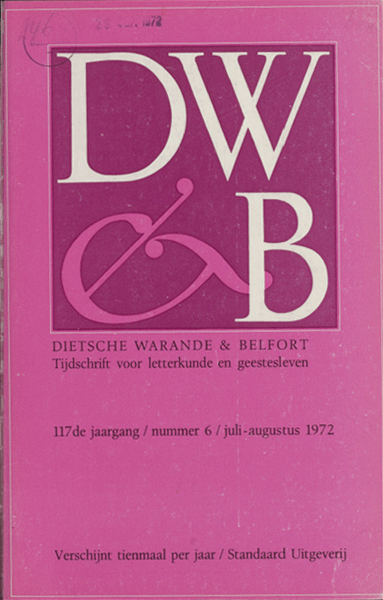 1972
DW
& B
DIETSCHE WARANDE & BELFORT
Tijdschrift voor letterkunde en geestesleven
117de jaargang / nummer 6 / juli-augustus 1972
Verschijnt tienmaal per jaar / Standaard Uitgeverij